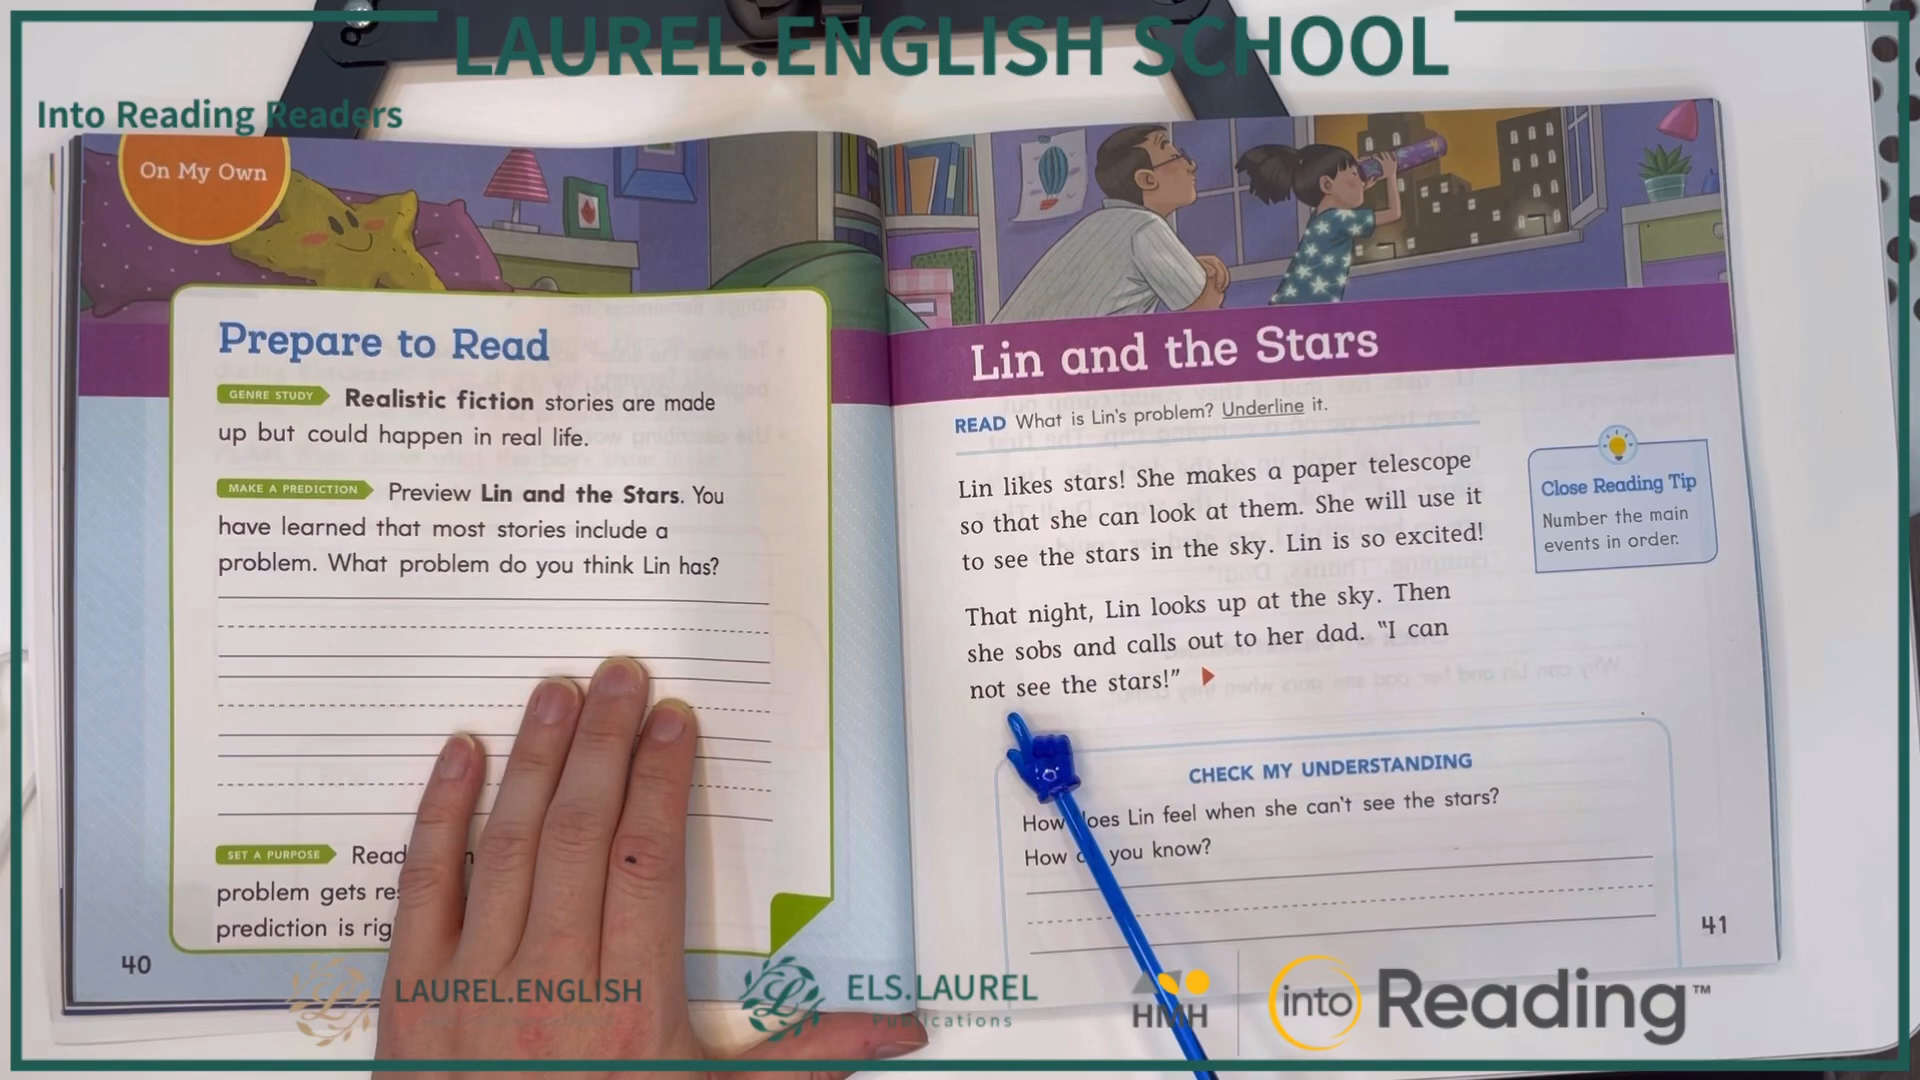 LAUREL.ENGLISH SCHOOL
Into Reading Readers
On My Own
Prepare to Read
GENRE STUDY Realistic fiction stories are made
up but could happen in real life.
MAKE A PREDICTION Preview Lin and the Stars. You
have learned that most stories include a
problem. What problem do you think Lin has?
SET A PURPOSE Read
problem gets
prediction is
40
Lin and the Stars
READ What is Lin's problem? Underline it.
Lin likes stars! She makes a paper telescope
so that she can look at them. She will use it
to see the stars in the sky. Lin is so excited!
That night, Lin looks up at the sky. Then
she sobs and calls out to her dad. "I can
not see the stars!"
Close Reading Tip
Number the main
events in order.
CHECK MY UNDERSTANDING
How does Lin feel when she can't see the stars?
How do you know?
41
LAUREL.ENGLISH
ELS.LAUREL
Publications
HMH
into Reading™